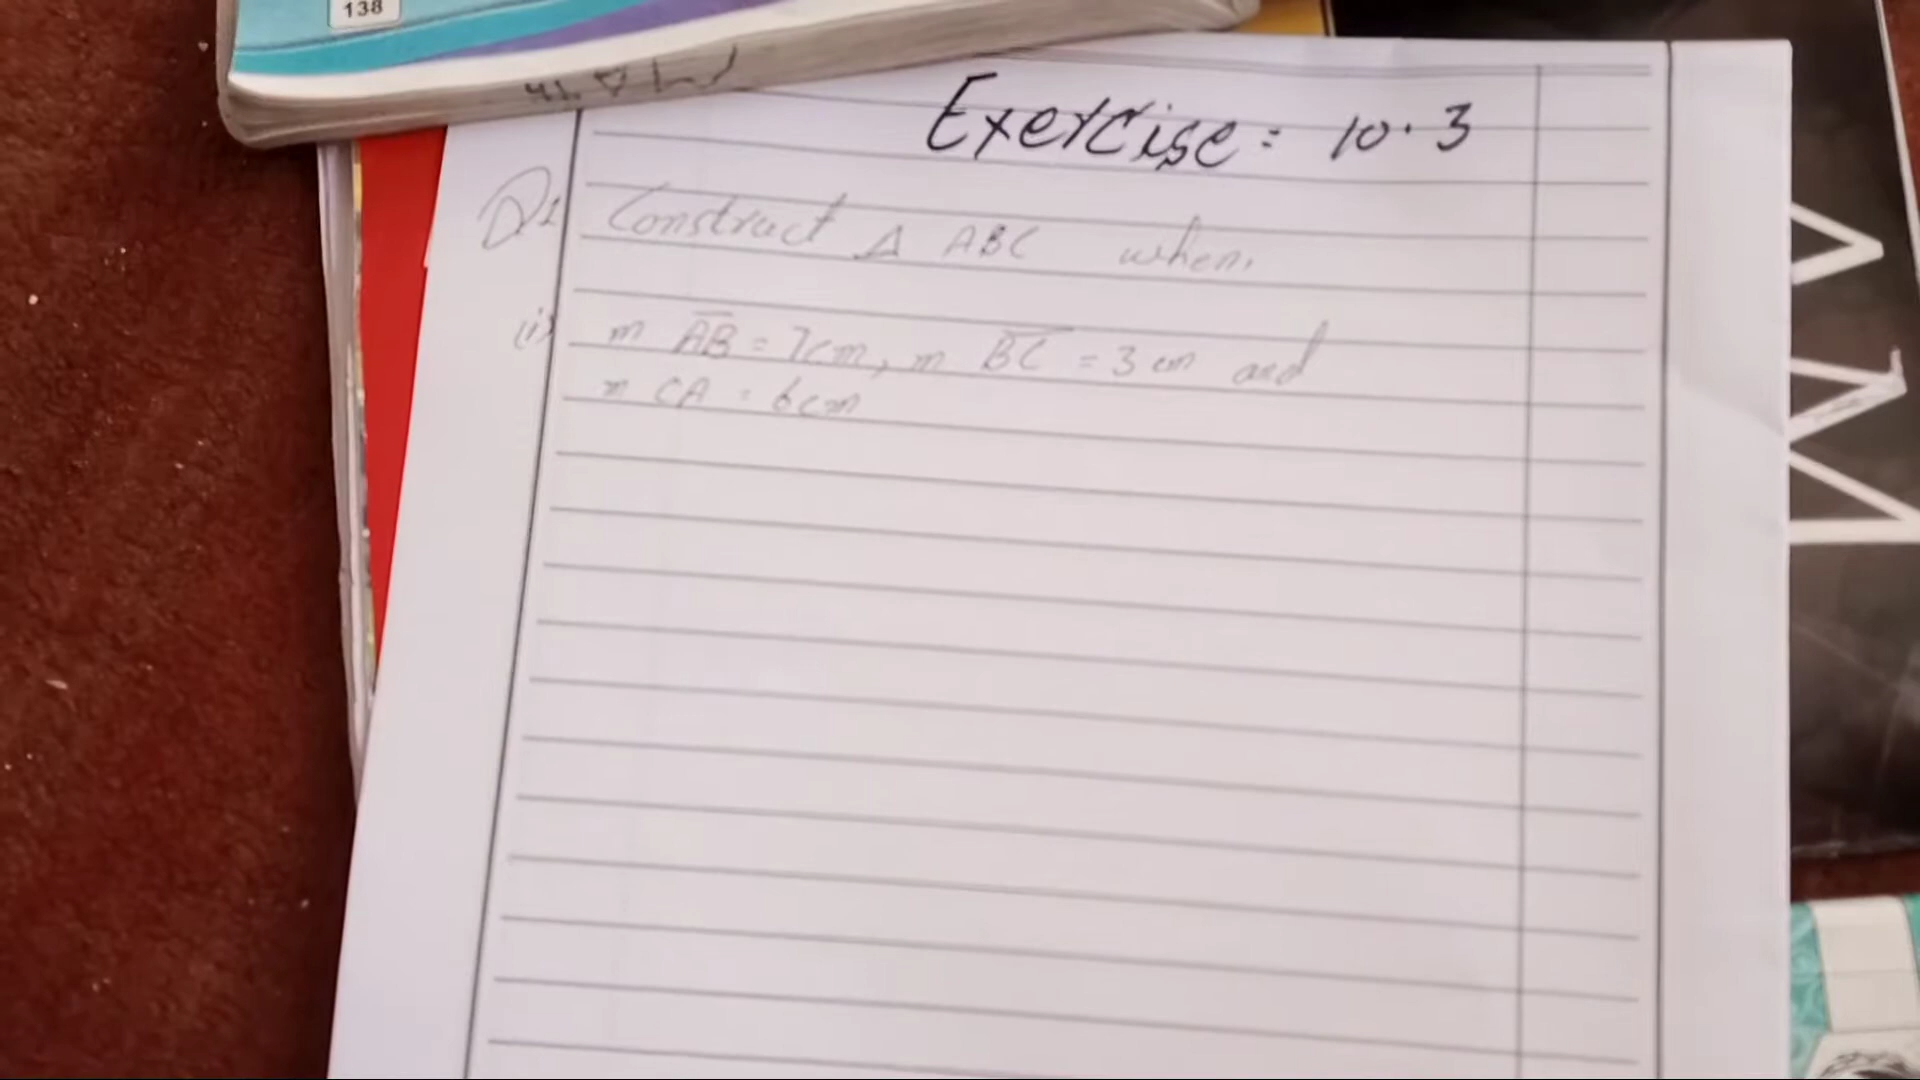 138
Exercise: 10.3
Q1 Construct Δ ABC when,
(i) m AB = 7cm, m BC = 3 cm and
m CA = 6cm